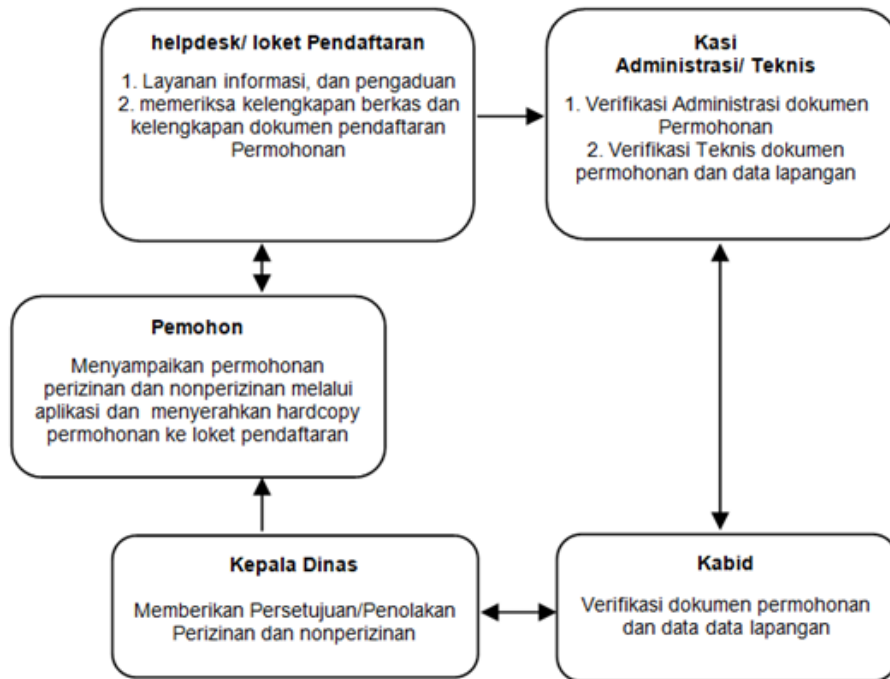 helpdesk/ loket Pendaftaran
1. Layanan informasi, dan pengaduan
2. memeriksa kelengkapan berkas dan
kelengkapan dokumen pendaftaran
Permohonan
Kasi
Administrasi/ Teknis
1. Verifikasi Administrasi dokumen
Permohonan
2. Verifikasi Teknis dokumen
permohonan dan data lapangan
Pemohon
Menyampaikan permohonan
perizinan dan nonperizinan melalui
aplikasi dan menyerahkan hardcopy
permohonan ke loket pendaftaran
Kepala Dinas
Memberikan Persetujuan/Penolakan
Perizinan dan nonperizinan
Kabid
Verifikasi dokumen permohonan
dan data data lapangan